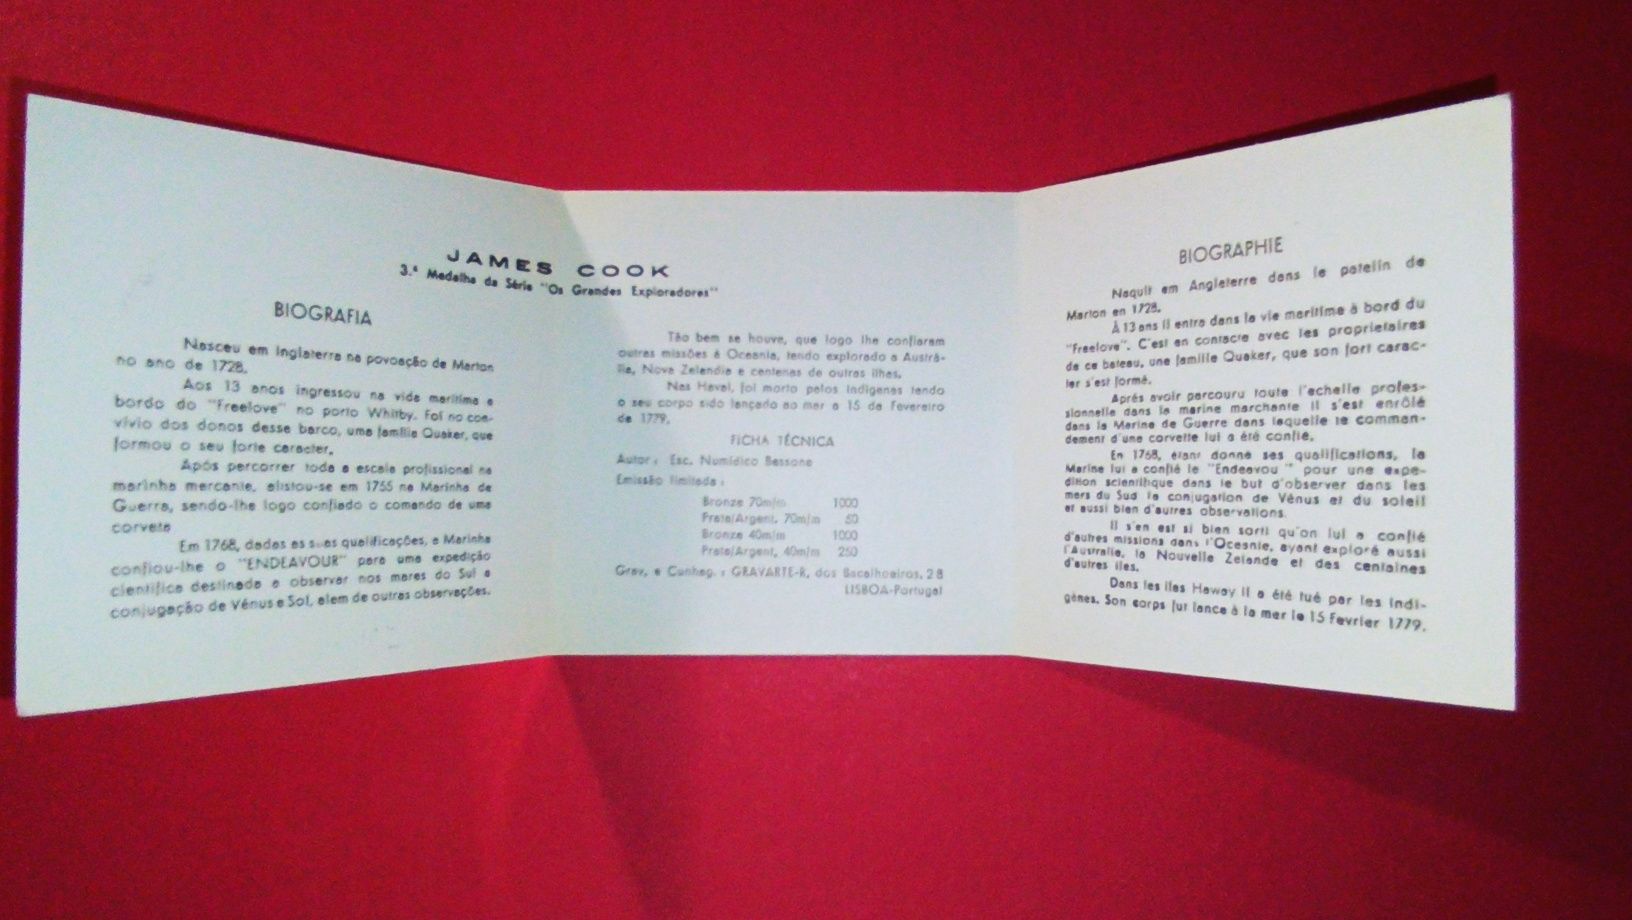 JAMES COOK
3.ª Medalha da Série "Os Grandes Exploradores"
BIOGRAFIA
Nasceu em Inglaterra na povoação de Marton
no ano de 1728.
Aos 13 anos ingressou na vida marítima a
bordo do "Freelove" no porto Whitby. Foi no con-
vívio dos donos desse barco, uma família Quaker, que
formou o seu forte caracter.
Após percorrer toda a escala profissional na
marinha mercante, alistou-se em 1755 na Marinha de
Guerra, sendo-lhe logo confiado o comando de uma
corveta
Em 1768, dadas as suas qualificações, a Marinha
confiou-lhe o "ENDEAVOUR" para uma expedição
científica destinada a observar nos mares do Sul a
conjugação de Vénus e Sol, alem de outras observações.
Tão bem se houve, que logo lhe confiaram
outras missões à Oceania, tendo explorado a Austrá-
lia, Nova Zelandia e centenas de outras ilhas.
Nas Havaí, foi morto pelos indígenas tendo
o seu corpo sido lançado ao mar a 15 de Fevereiro
de 1779.
FICHA TÉCNICA
Autor: Esc. Numídico Bessone
Emissão limitada:
Bronze 70m/m 1000
Prata/Argent. 70m/m 50
Bronze 40m/m 1000
Prata/Argent. 40m/m 250
Grav. e Cunhag.: GRAVARTE-R. dos Bacalhoeiros, 28
LISBOA-Portugal
BIOGRAPHIE
Naquit em Angleterre dans le patelin de
Marton en 1728.
À 13 ans il entra dans la vie maritime à bord du
"Freelove". C'est en contacte avec les proprietaires
de ce bateau, une famille Quaker, que son fort carac-
ter s'est formé.
Aprés avoir parcouru toute l'echelle profes-
sionnelle dans la marine marchante il s'est enrôlé
dans la Marine de Guerre dans laquelle le comman-
dement d'une corvette lui a été confié.
En 1768, étant donné ses qualifications, la
Marine lui a confié le "Endeavou " pour une expe-
dition scientifique dans le but d'observer dans les
mers du Sud la conjugation de Vénus et du soleil
et aussi bien d'autres observations.
Il s'en est si bien sorti qu'on lui a confié
d'autres missions dans l'Oceanie, ayant exploré aussi
l'Australie, la Nouvelle Zelande et des centaines
d'autres iles.
Dans les iles Haway il a été tué par les indi-
gènes. Son corps fut lance à la mer le 15 Fevrier 1779.